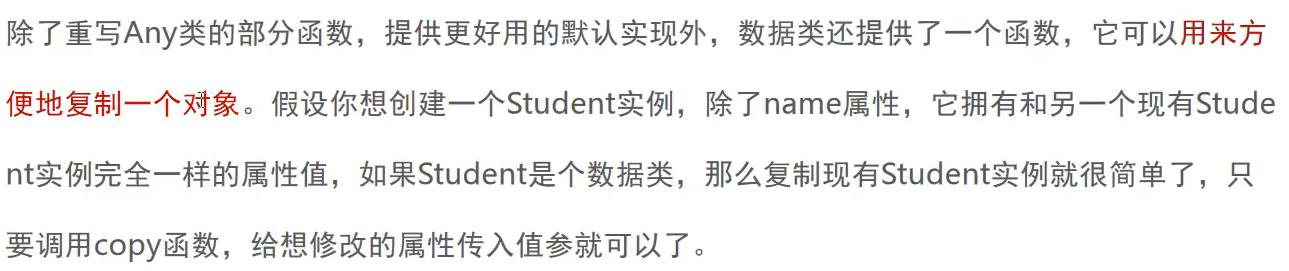 除了重写Any类的部分函数，提供更好用的默认实现外，数据类还提供了一个函数，它可以用来方
便地复制一个对象。假设你想创建一个Student实例，除了name属性，它拥有和另一个现有Stude
nt实例完全一样的属性值，如果Student是个数据类，那么复制现有Student实例就很简单了，只
要调用copy函数，给想修改的属性传入值参就可以了。